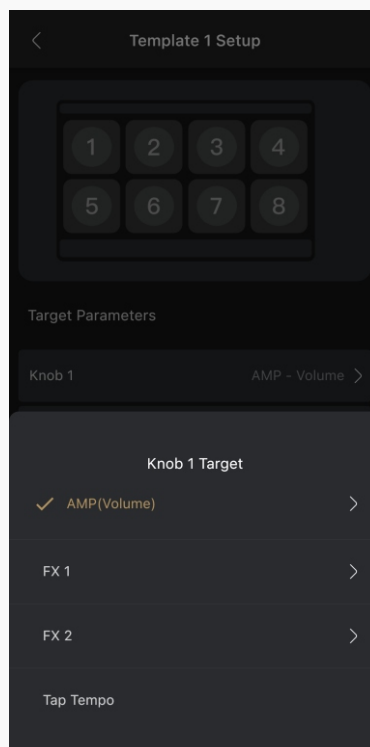 Template 1 Setup
1 2 3 4
5 6 7 8
Target Parameters
Knob 1 AMP - Volume
Knob 1 Target
AMP(Volume)
FX 1
FX 2
Tap Tempo